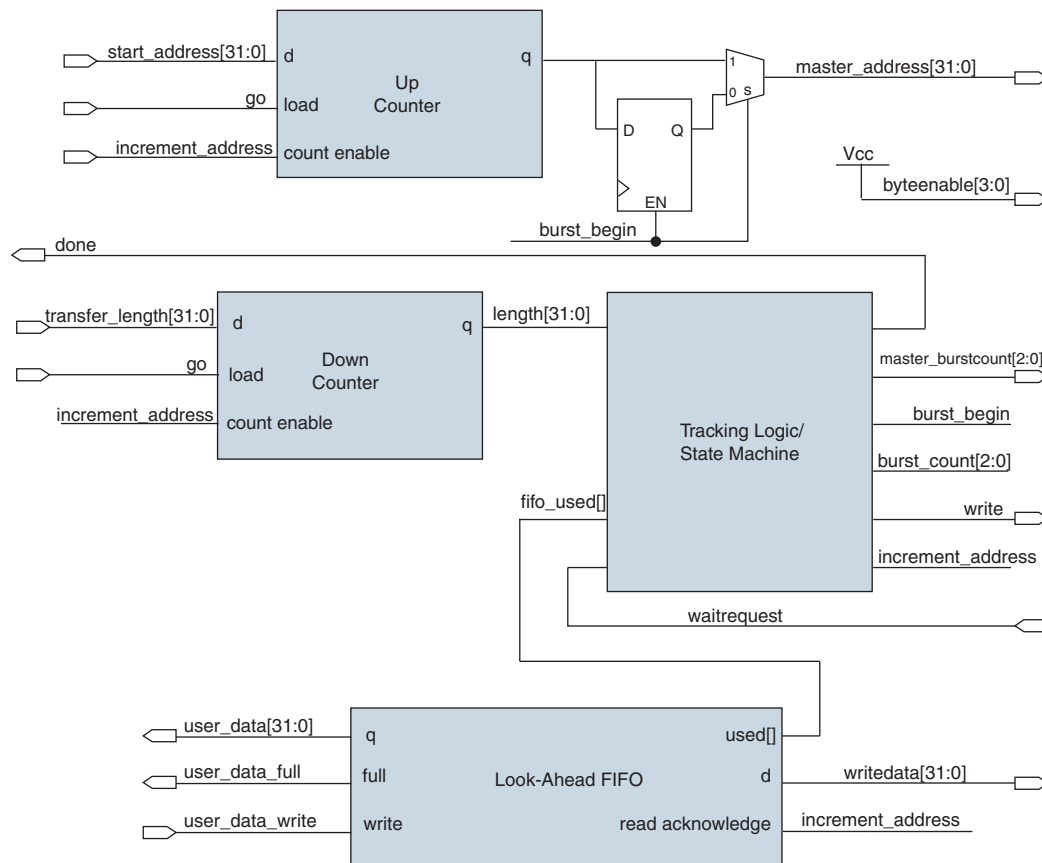 start_address[31:0]
d
q
Up
Counter
go
load
increment_address
count enable
1
0
s
master_address[31:0]
D
Q
EN
burst_begin
Vcc
byteenable[3:0]
done
transfer_length[31:0]
d
q
length[31:0]
Down
Counter
go
load
increment_address
count enable
Tracking Logic/
State Machine
master_burstcount[2:0]
burst_begin
burst_count[2:0]
fifo_used[]
write
increment_address
waitrequest
user_data[31:0]
q
used[]
user_data_full
full
Look-Ahead FIFO
d
writedata[31:0]
user_data_write
write
read acknowledge
increment_address